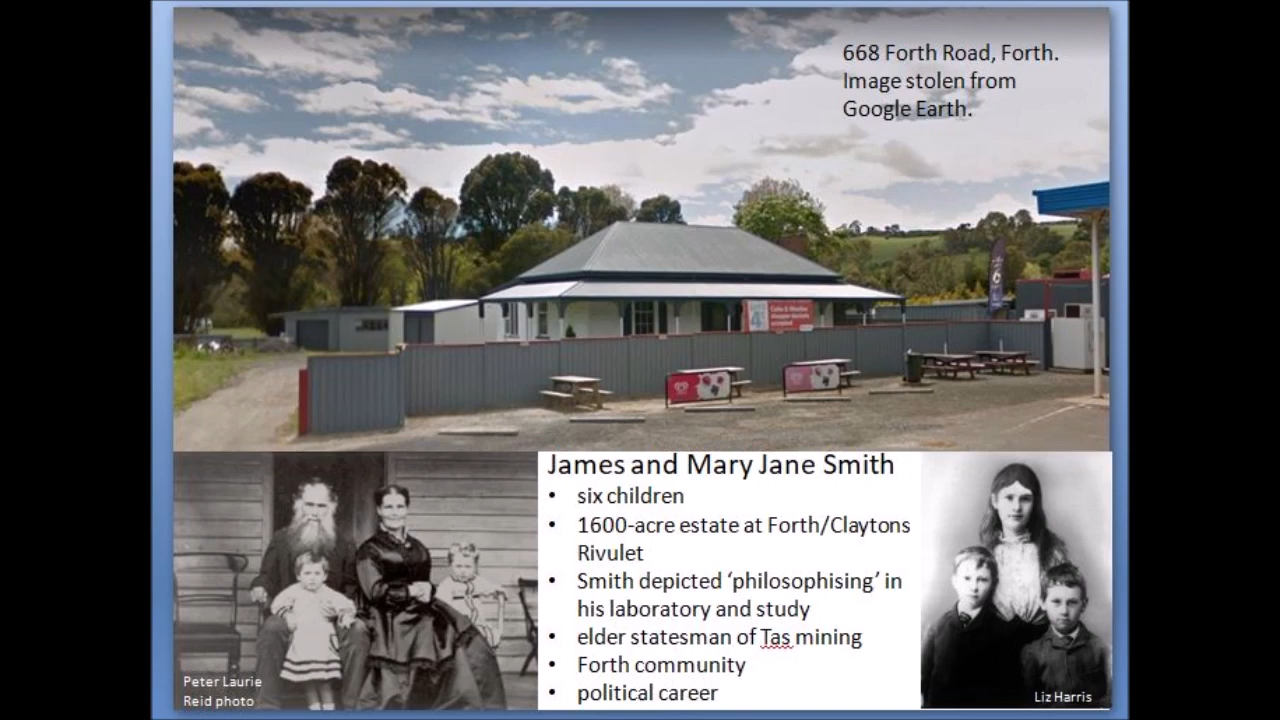 668 Forth Road, Forth.
Image stolen from
Google Earth.
James and Mary Jane Smith
• six children
• 1600-acre estate at Forth/Claytons
Rivulet
• Smith depicted ‘philosophising’ in
his laboratory and study
• elder statesman of Tas mining
• Forth community
• political career
Peter Laurie
Reid photo
Liz Harris